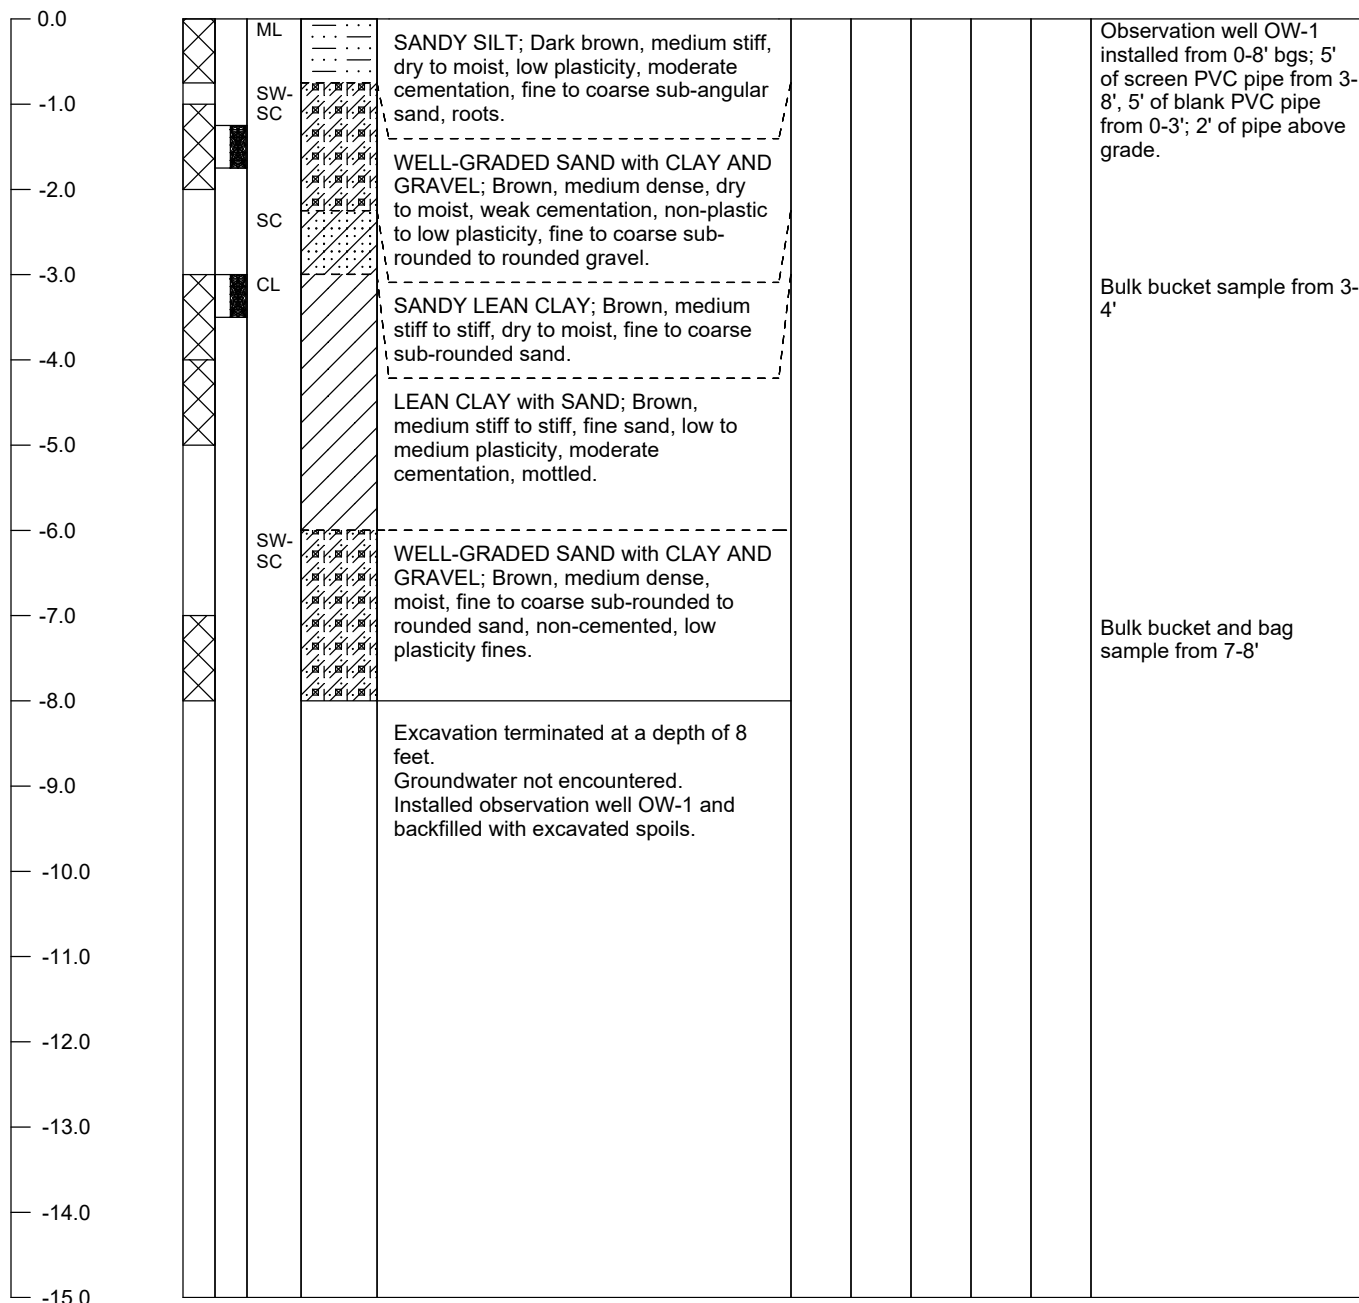 0.0
-1.0
-2.0
-3.0
-4.0
-5.0
-6.0
-7.0
-8.0
-9.0
-10.0
-11.0
-12.0
-13.0
-14.0
-15.0
ML
SW-
SC
SC
CL
SW-
SC
SANDY SILT; Dark brown, medium stiff,
dry to moist, low plasticity, moderate
cementation, fine to coarse sub-angular
sand, roots.
WELL-GRADED SAND with CLAY AND
GRAVEL; Brown, medium dense, dry
to moist, weak cementation, non-plastic
to low plasticity, fine to coarse sub-
rounded to rounded gravel.
SANDY LEAN CLAY; Brown, medium
stiff to stiff, dry to moist, fine to coarse
sub-rounded sand.
LEAN CLAY with SAND; Brown,
medium stiff to stiff, fine sand, low to
medium plasticity, moderate
cementation, mottled.
WELL-GRADED SAND with CLAY AND
GRAVEL; Brown, medium dense,
moist, fine to coarse sub-rounded to
rounded sand, non-cemented, low
plasticity fines.
Excavation terminated at a depth of 8
feet.
Groundwater not encountered.
Installed observation well OW-1 and
backfilled with excavated spoils.
Observation well OW-1
installed from 0-8' bgs; 5'
of screen PVC pipe from 3-
8', 5' of blank PVC pipe
from 0-3'; 2' of pipe above
grade.
Bulk bucket sample from 3-
4'
Bulk bucket and bag
sample from 7-8'